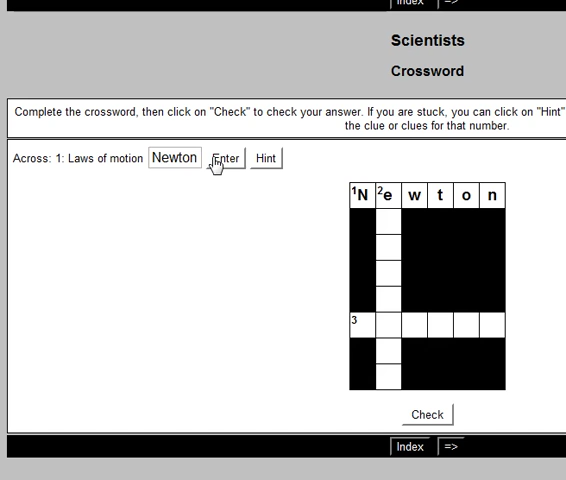 Index =>
Scientists
Crossword
Complete the crossword, then click on "Check" to check your answer. If you are stuck, you can click on "Hint"
the clue or clues for that number.
Across: 1: Laws of motion Newton Enter Hint
1N 2e w t o n
3
Check
Index =>